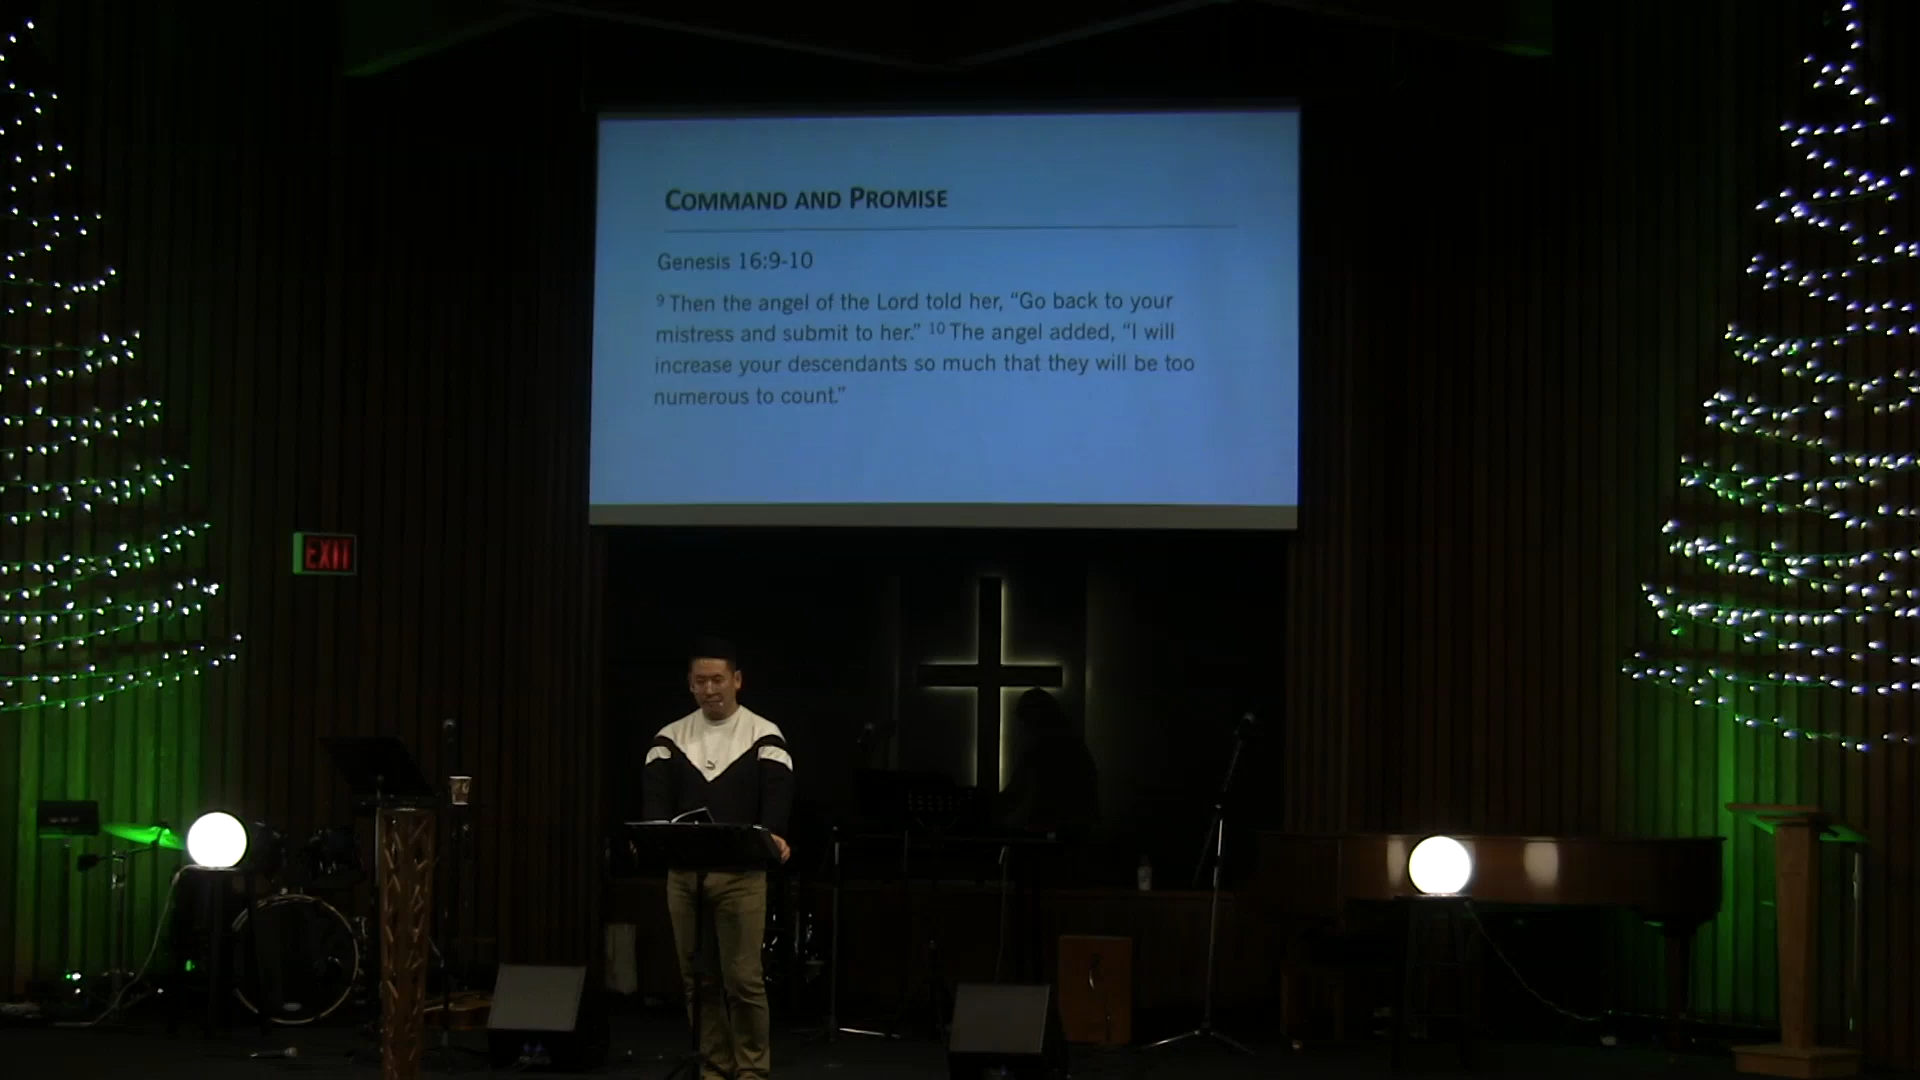 COMMAND AND PROMISE
Genesis 16:9-10
9 Then the angel of the Lord told her, “Go back to your
mistress and submit to her.” 10 The angel added, “I will
increase your descendants so much that they will be too
numerous to count.”
EXIT